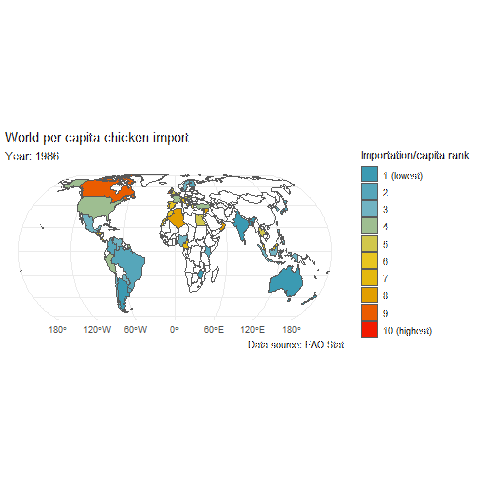 World per capita chicken import
Year: 1986
Importation/capita rank
1 (lowest)
2
3
4
5
6
7
8
9
10 (highest)
180° 120°W 60°W 0° 60°E 120°E 180°
Data source: FAO Stat